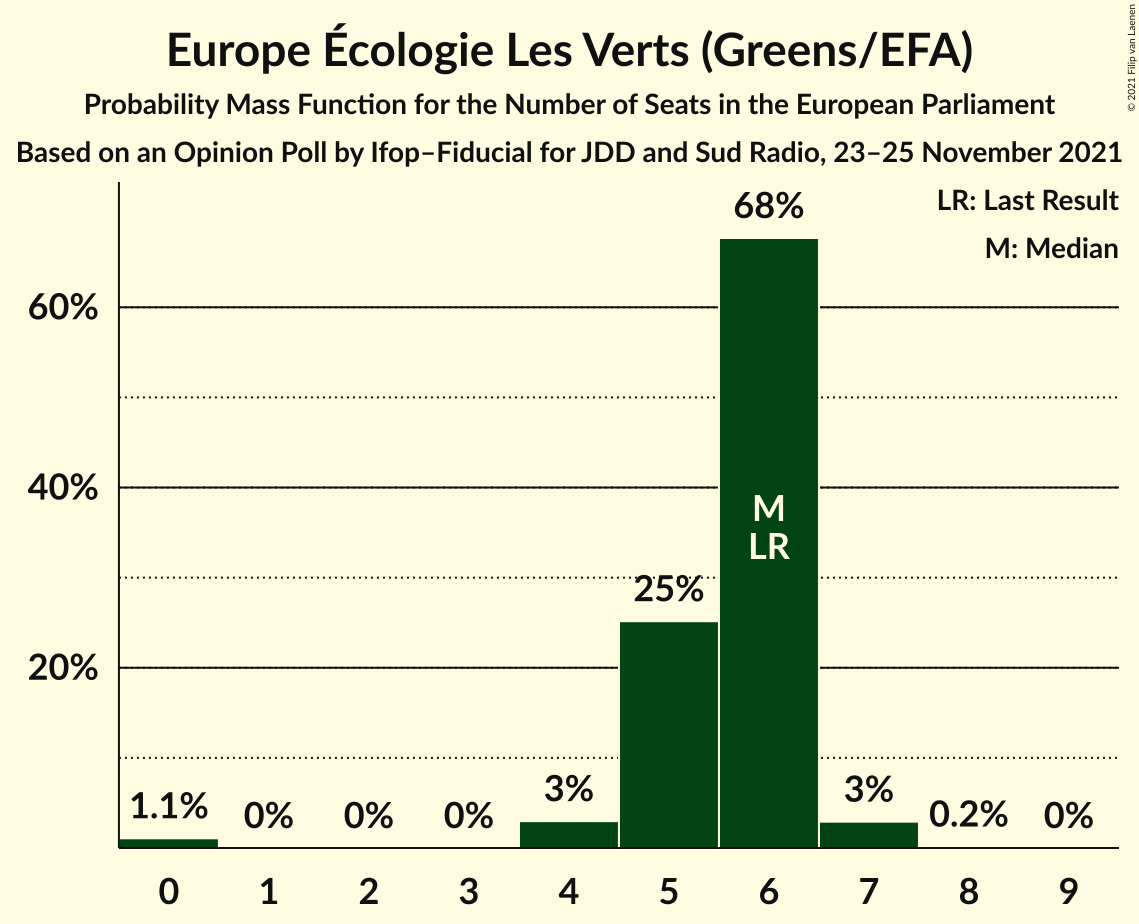 Europe Écologie Les Verts (Greens/EFA)
Probability Mass Function for the Number of Seats in the European Parliament
Based on an Opinion Poll by Ifop–Fiducial for JDD and Sud Radio, 23–25 November 2021
© 2021 Filip van Laenen
LR: Last Result
M: Median
60%
40%
20%
1.1%
0%
0%
0%
3%
25%
68%
M
LR
3%
0.2%
0%
0 1 2 3 4 5 6 7 8 9